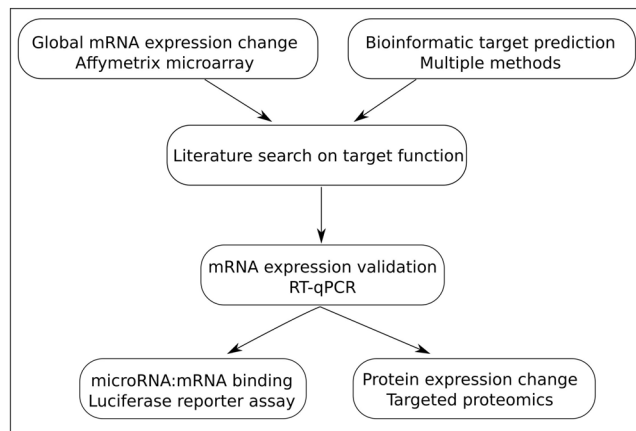 Global mRNA expression change
Affymetrix microarray
Bioinformatic target prediction
Multiple methods
Literature search on target function
mRNA expression validation
RT-qPCR
microRNA:mRNA binding
Luciferase reporter assay
Protein expression change
Targeted proteomics